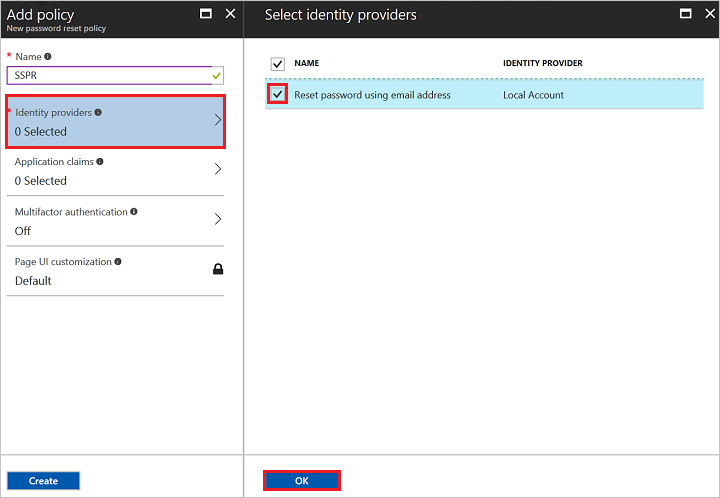 Add policy
New password reset policy
* Name
SSPR
* Identity providers
0 Selected
Application claims
0 Selected
Multifactor authentication
Off
Page UI customization
Default
Create
Select identity providers
NAME IDENTITY PROVIDER
Reset password using email address Local Account
OK